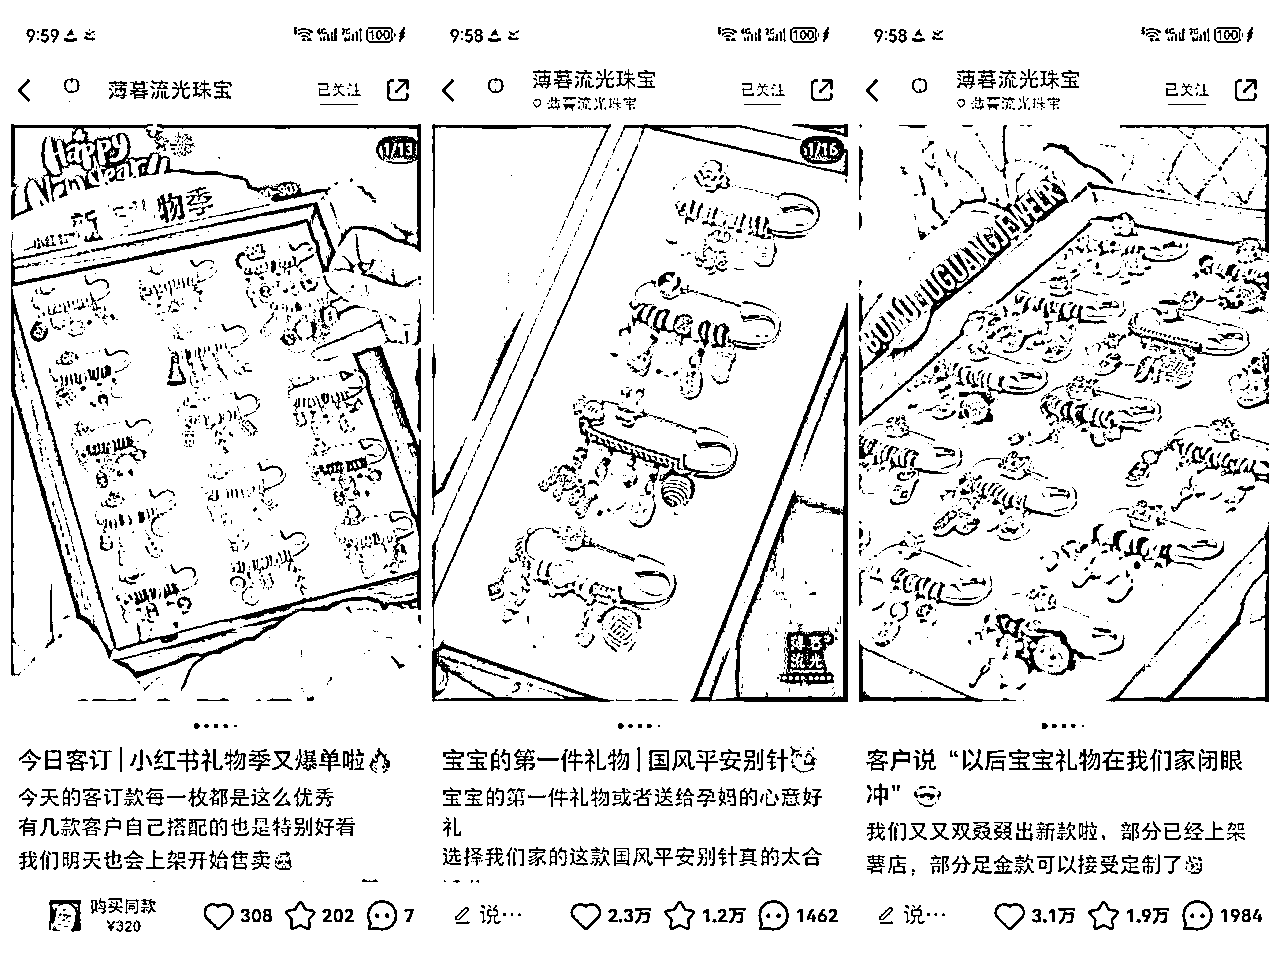 9:59
100
薄暮流光珠宝
已关注
Happy
New Year
1/13
物季
今日客订|小红书礼物季又爆单啦
今天的客订款每一枚都是这么优秀
有几款客户自己搭配的也是特别好看
我们明天也会上架开始售卖
购买同款
¥320
308
202
7
9:58
100
薄暮流光珠宝
薄暮流光珠宝
已关注
1/16
薄暮
流光
宝宝的第一件礼物|国风平安别针
宝宝的第一件礼物或者送给孕妈的心意好
礼
选择我们家的这款国风平安别针真的太合
说…
2.3万
1.2万
1462
9:58
100
薄暮流光珠宝
薄暮流光珠宝
已关注
BOMULIUGUANGJEWELRY
客户说“以后宝宝礼物在我们家闭眼
冲”
我们又又双叒叕出新款啦，部分已经上架
薯店，部分足金款可以接受定制了
说…
3.1万
1.9万
1984